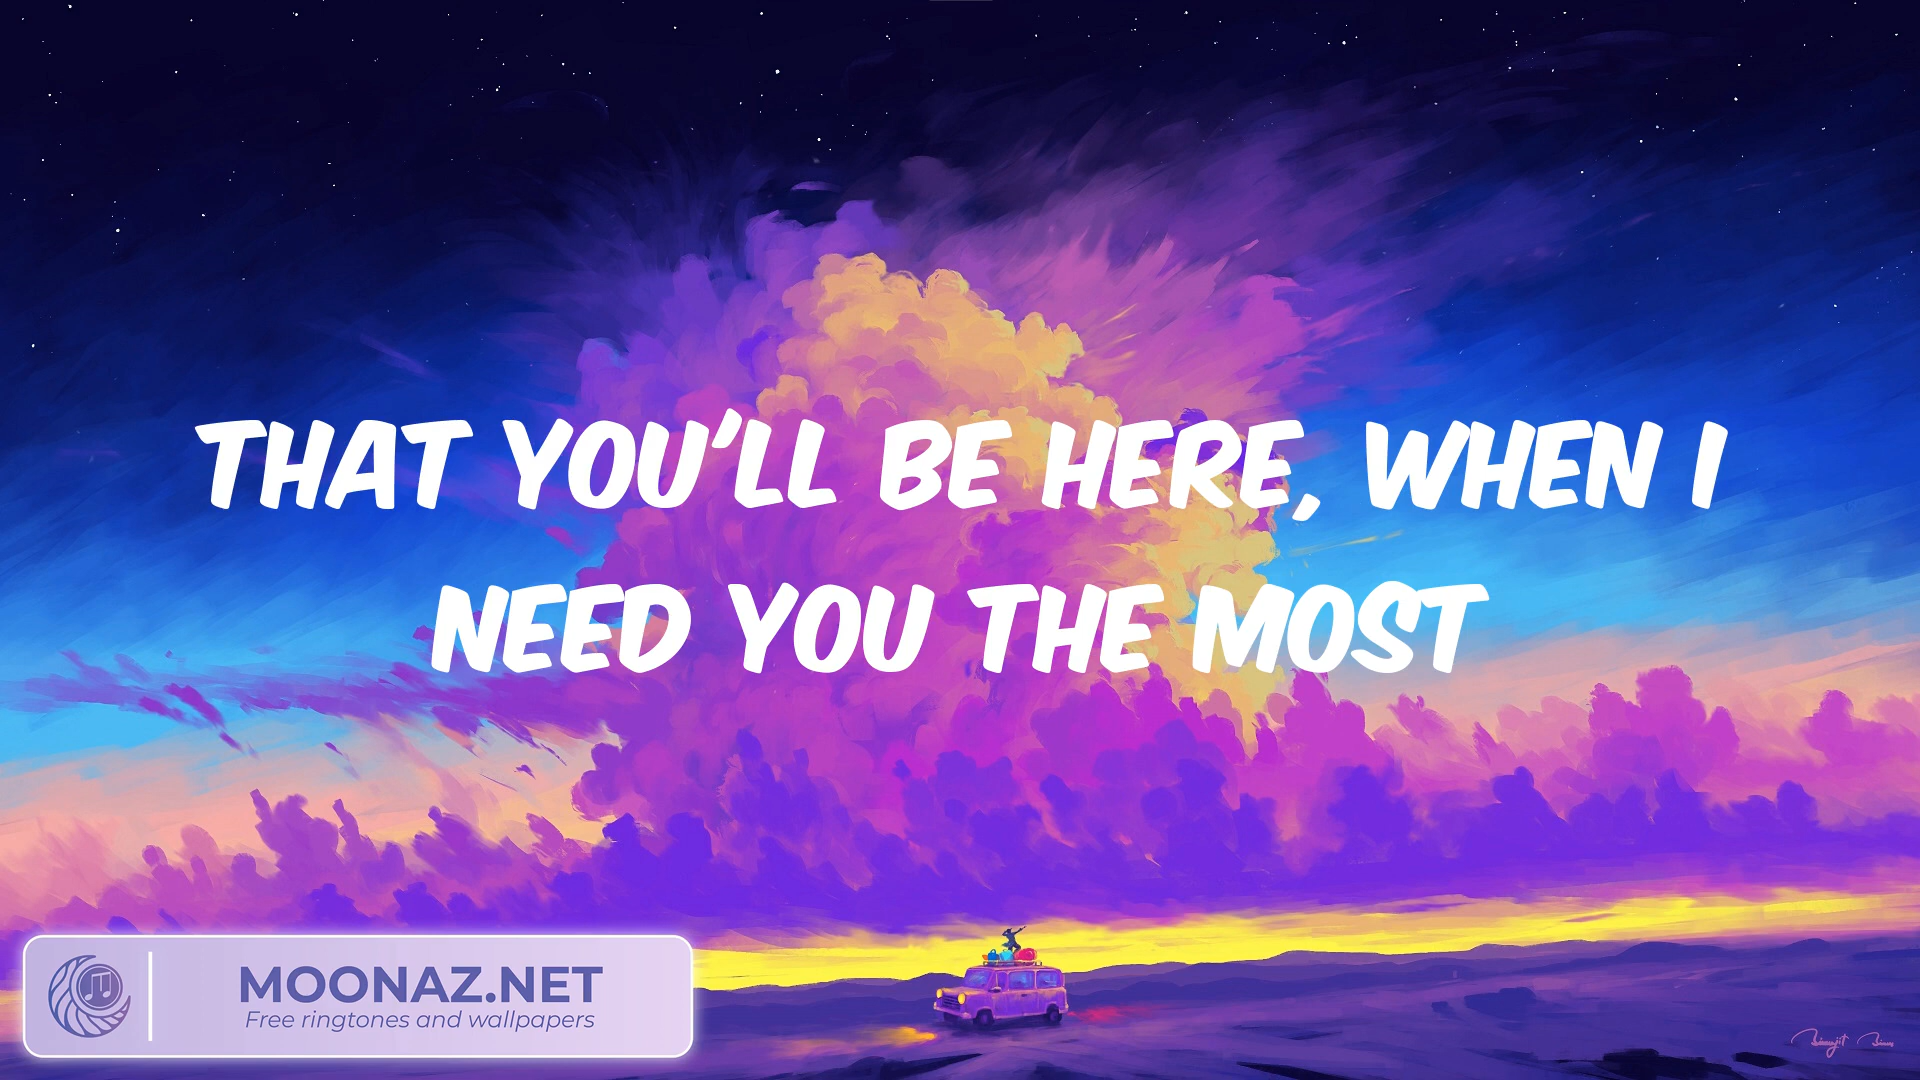 THAT YOU'LL BE HERE, WHEN I
NEED YOU THE MOST
MOONAZ.NET
Free ringtones and wallpapers